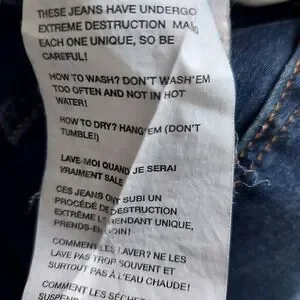 THESE JEANS HAVE UNDERGO
EXTREME DESTRUCTION MAKI
EACH ONE UNIQUE, SO BE
CAREFUL!
HOW TO WASH? DON'T WASH'EM
TOO OFTEN AND NOT IN HOT
WATER!
HOW TO DRY? HANG'EM (DON'T
TUMBLE!)
LAVE-MOI QUAND JE SERAI
VRAIMENT SALE
CES JEANS ONT SUBI UN
PROCÉDÉ DE DESTRUCTION
EXTRÊME LES RENDANT UNIQUE,
PRENDS-EN SOIN!
COMMENT LES LAVER? NE LES
LAVE PAS TROP SOUVENT ET
SURTOUT PAS À L'EAU CHAUDE!
COMMENT LES SÉCHE
SUSPEND